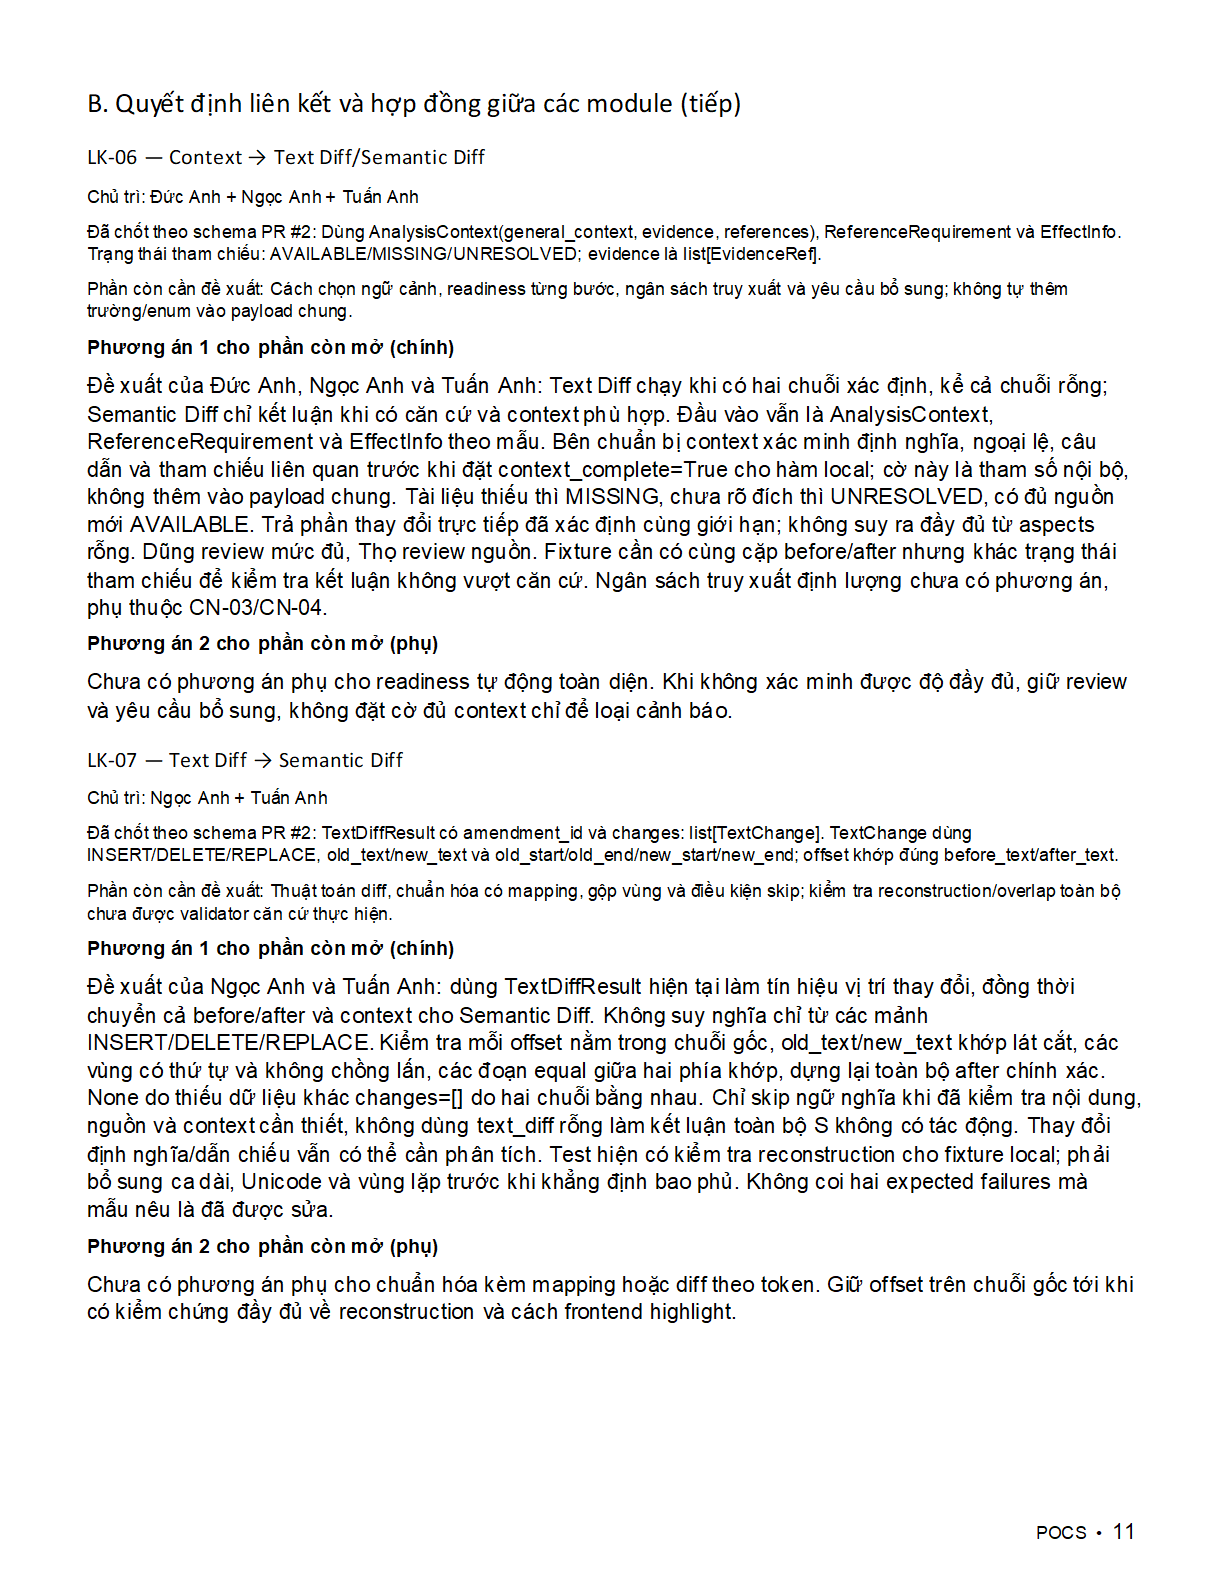 B. Quyết định liên kết và hợp đồng giữa các module (tiếp)
LK-06 — Context → Text Diff/Semantic Diff
Chủ trì: Đức Anh + Ngọc Anh + Tuấn Anh
Đã chốt theo schema PR #2: Dùng AnalysisContext(general_context, evidence, references), ReferenceRequirement và EffectInfo.
Trạng thái tham chiếu: AVAILABLE/MISSING/UNRESOLVED; evidence là list[EvidenceRef].
Phần còn cần đề xuất: Cách chọn ngữ cảnh, readiness từng bước, ngân sách truy xuất và yêu cầu bổ sung; không tự thêm
trường/enum vào payload chung.
Phương án 1 cho phần còn mở (chính)
Đề xuất của Đức Anh, Ngọc Anh và Tuấn Anh: Text Diff chạy khi có hai chuỗi xác định, kể cả chuỗi rỗng;
Semantic Diff chỉ kết luận khi có căn cứ và context phù hợp. Đầu vào vẫn là AnalysisContext,
ReferenceRequirement và EffectInfo theo mẫu. Bên chuẩn bị context xác minh định nghĩa, ngoại lệ, câu
dẫn và tham chiếu liên quan trước khi đặt context_complete=True cho hàm local; cờ này là tham số nội bộ,
không thêm vào payload chung. Tài liệu thiếu thì MISSING, chưa rõ đích thì UNRESOLVED, có đủ nguồn
mới AVAILABLE. Trả phần thay đổi trực tiếp đã xác định cùng giới hạn; không suy ra đầy đủ từ aspects
rỗng. Dũng review mức đủ, Thọ review nguồn. Fixture cần có cùng cặp before/after nhưng khác trạng thái
tham chiếu để kiểm tra kết luận không vượt căn cứ. Ngân sách truy xuất định lượng chưa có phương án,
phụ thuộc CN-03/CN-04.
Phương án 2 cho phần còn mở (phụ)
Chưa có phương án phụ cho readiness tự động toàn diện. Khi không xác minh được độ đầy đủ, giữ review
và yêu cầu bổ sung, không đặt cờ đủ context chỉ để loại cảnh báo.
LK-07 — Text Diff → Semantic Diff
Chủ trì: Ngọc Anh + Tuấn Anh
Đã chốt theo schema PR #2: TextDiffResult có amendment_id và changes: list[TextChange]. TextChange dùng
INSERT/DELETE/REPLACE, old_text/new_text và old_start/old_end/new_start/new_end; offset khớp đúng before_text/after_text.
Phần còn cần đề xuất: Thuật toán diff, chuẩn hóa có mapping, gộp vùng và điều kiện skip; kiểm tra reconstruction/overlap toàn bộ
chưa được validator căn cứ thực hiện.
Phương án 1 cho phần còn mở (chính)
Đề xuất của Ngọc Anh và Tuấn Anh: dùng TextDiffResult hiện tại làm tín hiệu vị trí thay đổi, đồng thời
chuyển cả before/after và context cho Semantic Diff. Không suy nghĩa chỉ từ các mảnh
INSERT/DELETE/REPLACE. Kiểm tra mỗi offset nằm trong chuỗi gốc, old_text/new_text khớp lát cắt, các
vùng có thứ tự và không chồng lấn, các đoạn equal giữa hai phía khớp, dựng lại toàn bộ after chính xác.
None do thiếu dữ liệu khác changes=[] do hai chuỗi bằng nhau. Chỉ skip ngữ nghĩa khi đã kiểm tra nội dung,
nguồn và context cần thiết, không dùng text_diff rỗng làm kết luận toàn bộ S không có tác động. Thay đổi
định nghĩa/dẫn chiếu vẫn có thể cần phân tích. Test hiện có kiểm tra reconstruction cho fixture local; phải
bổ sung ca dài, Unicode và vùng lặp trước khi khẳng định bao phủ. Không coi hai expected failures mà
mẫu nêu là đã được sửa.
Phương án 2 cho phần còn mở (phụ)
Chưa có phương án phụ cho chuẩn hóa kèm mapping hoặc diff theo token. Giữ offset trên chuỗi gốc tới khi
có kiểm chứng đầy đủ về reconstruction và cách frontend highlight.
POCS • 11